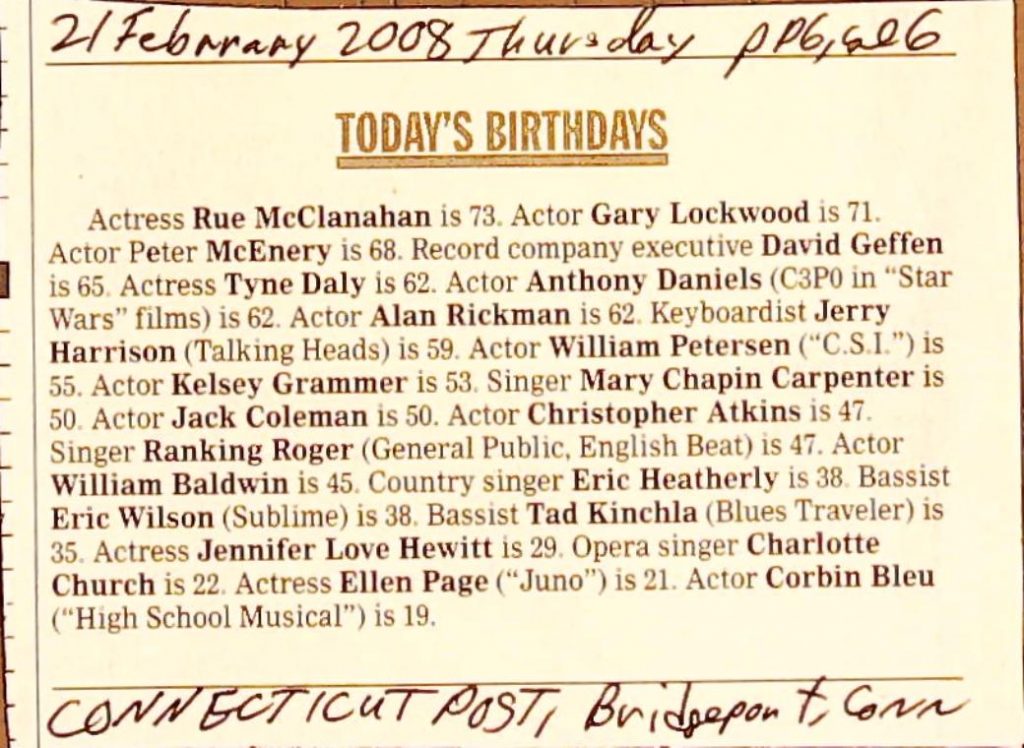 21 February 2008 Thursday pp6,
TODAY'S BIRTHDAYS
Actress Rue McClanahan is 73. Actor Gary Lockwood is 71.
Actor Peter McEnery is 68. Record company executive David Geffen
is 65. Actress Tyne Daly is 62. Actor Anthony Daniels (C3P0 in “Star
Wars” films) is 62. Actor Alan Rickman is 62. Keyboardist Jerry
Harrison (Talking Heads) is 59. Actor William Petersen (“C.S.I.”) is
55. Actor Kelsey Grammer is 53. Singer Mary Chapin Carpenter is
50. Actor Jack Coleman is 50. Actor Christopher Atkins is 47.
Singer Ranking Roger (General Public, English Beat) is 47. Actor
William Baldwin is 45. Country singer Eric Heatherly is 38. Bassist
Eric Wilson (Sublime) is 38. Bassist Tad Kinchla (Blues Traveler) is
35. Actress Jennifer Love Hewitt is 29. Opera singer Charlotte
Church is 22. Actress Ellen Page (“Juno”) is 21. Actor Corbin Bleu
(“High School Musical”) is 19.
CONNECTICUT POST, Bridgeport, Conn